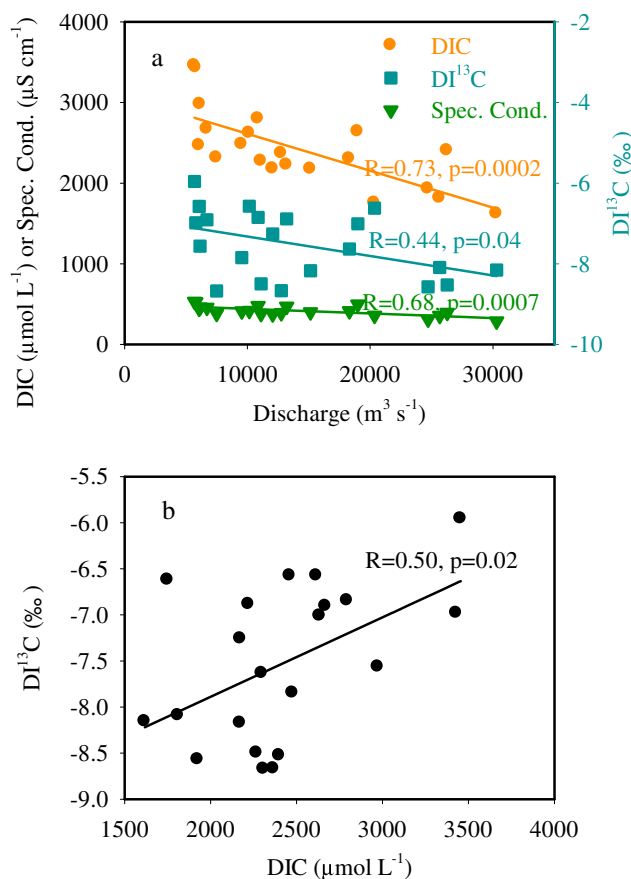 a
DIC
DI¹³C
Spec. Cond.
R=0.73, p=0.0002
R=0.44, p=0.04
R=0.68, p=0.0007
4000
3000
2000
1000
0
-2
-4
-6
-8
-10
0
10000
20000
30000
DIC (µmol L⁻¹) or Spec. Cond. (µS cm⁻¹)
DI¹³C (‰)
Discharge (m³ s⁻¹)
b
R=0.50, p=0.02
-5.5
-6.0
-6.5
-7.0
-7.5
-8.0
-8.5
-9.0
1500
2000
2500
3000
3500
4000
DI¹³C (‰)
DIC (µmol L⁻¹)